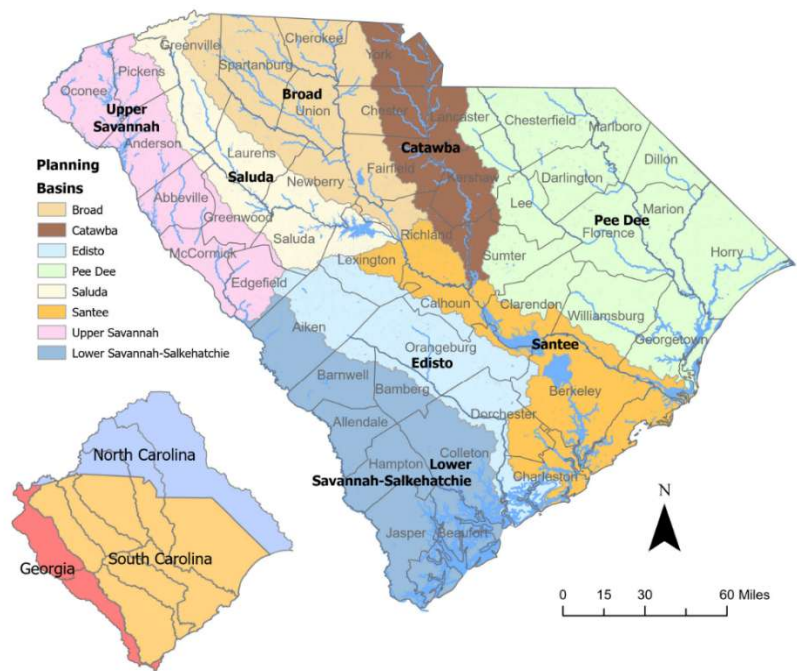 Greenville
Cherokee
York
Spartanburg
Pickens
Oconee
Broad
Union
Upper
Savannah
Chester
Lancaster
Chesterfield
Marlboro
Anderson
Catawba
Dillon
Laurens
Planning
Basins
Saluda
Fairfield
Kershaw
Darlington
Newberry
Abbeville
Lee
Marion
Greenwood
Pee Dee
Florence
Richland
McCormick
Saluda
Sumter
Horry
Lexington
Edgefield
Calhoun
Clarendon
Williamsburg
Aiken
Georgetown
Orangeburg
Santee
Edisto
Barnwell
Bamberg
Berkeley
Dorchester
Allendale
Colleton
Hampton
Lower
Savannah-Salkehatchie
Charleston
Jasper
Beaufort
Broad
Catawba
Edisto
Pee Dee
Saluda
Santee
Upper Savannah
Lower Savannah-Salkehatchie
North Carolina
South Carolina
Georgia
N
0 15 30 60 Miles